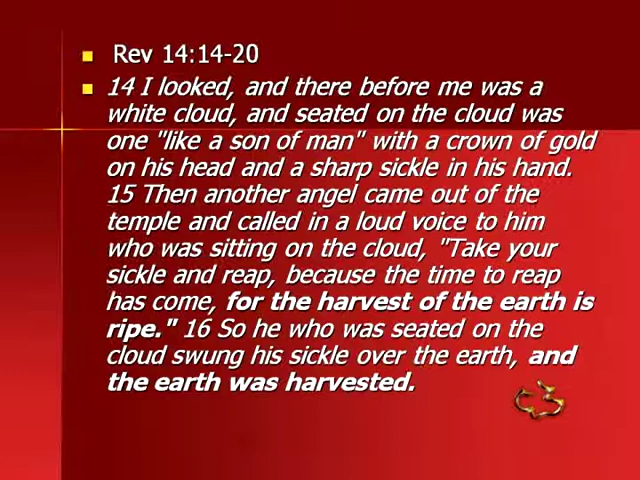 Rev 14:14-20
14 I looked, and there before me was a
white cloud, and seated on the cloud was
one "like a son of man" with a crown of gold
on his head and a sharp sickle in his hand.
15 Then another angel came out of the
temple and called in a loud voice to him
who was sitting on the cloud, "Take your
sickle and reap, because the time to reap
has come, for the harvest of the earth is
ripe." 16 So he who was seated on the
cloud swung his sickle over the earth, and
the earth was harvested.